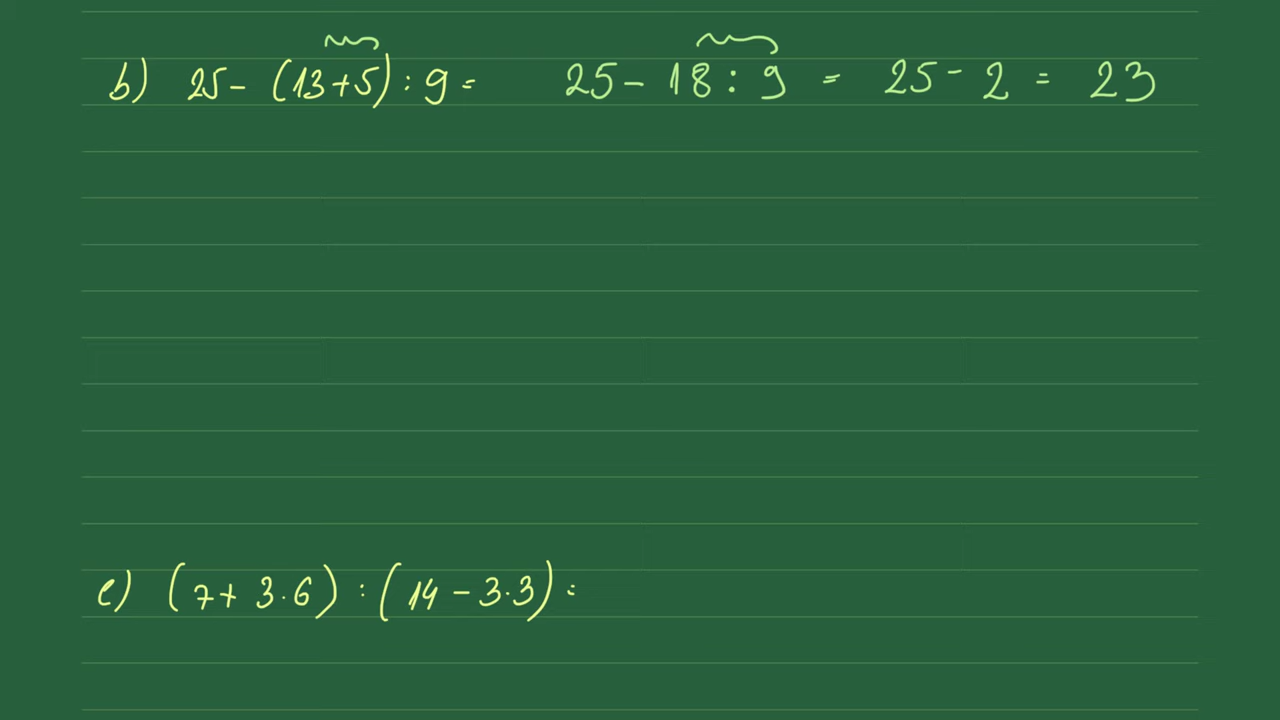 b) 25 - (13+5) : 9 = 25 - 18 : 9 = 25 - 2 = 23
e) (7 + 3·6) : (14 - 3·3) =